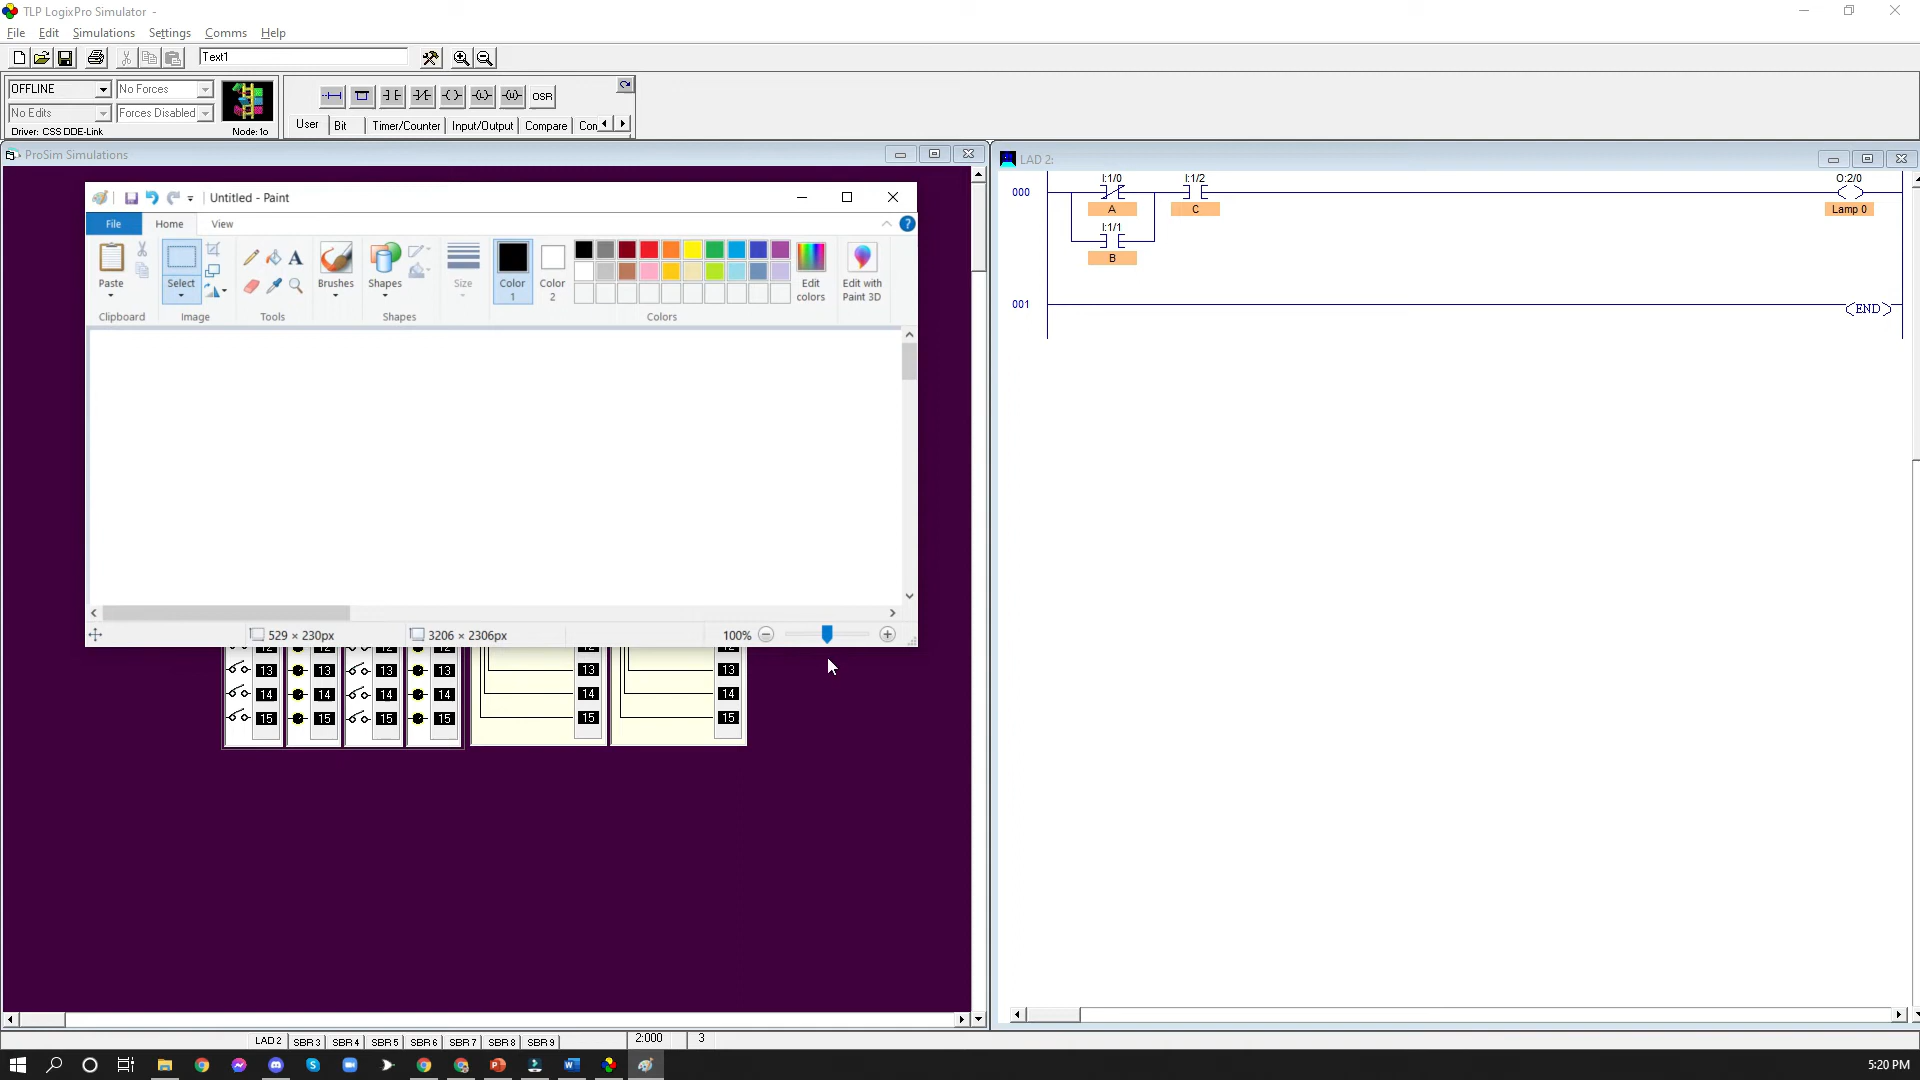 TLP LogixPro Simulator -
File Edit Simulations Settings Comms Help
Text1
OFFLINE No Forces
No Edits Forces Disabled
Driver: CSS DDE-Link Node: 1o
OSR
User Bit Timer/Counter Input/Output Compare Con
ProSim Simulations
Untitled - Paint
File Home View
Paste Select Brushes Shapes Size Color 1 Color 2 Edit colors Edit with Paint 3D
Clipboard Image Tools Shapes Colors
529 × 230px 3206 × 2306px 100%
13 13 13 13 13 13
14 14 14 14 14 14
15 15 15 15 15 15
LAD 2:
I:1/0 I:1/2 O:2/0
000
A C Lamp 0
I:1/1
B
001 END
LAD 2 SBR 3 SBR 4 SBR 5 SBR 6 SBR 7 SBR 8 SBR 9 2:000 3
5:20 PM